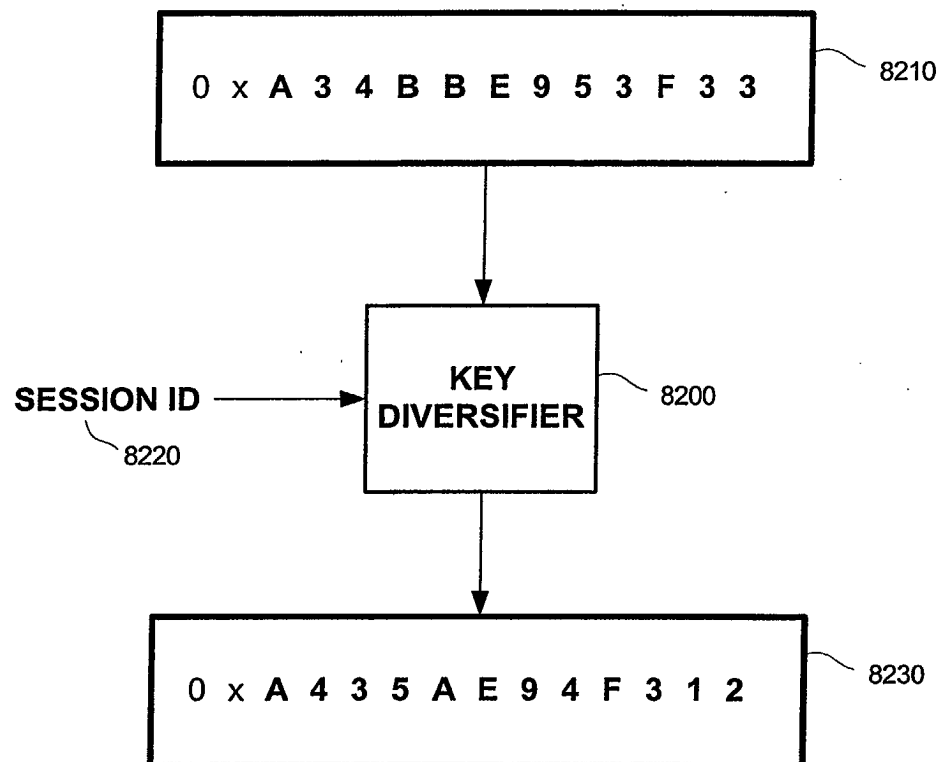 0 x A 3 4 B B E 9 5 3 F 3 3
8210
KEY
DIVERSIFIER
8200
SESSION ID
8220
0 x A 4 3 5 A E 9 4 F 3 1 2
8230